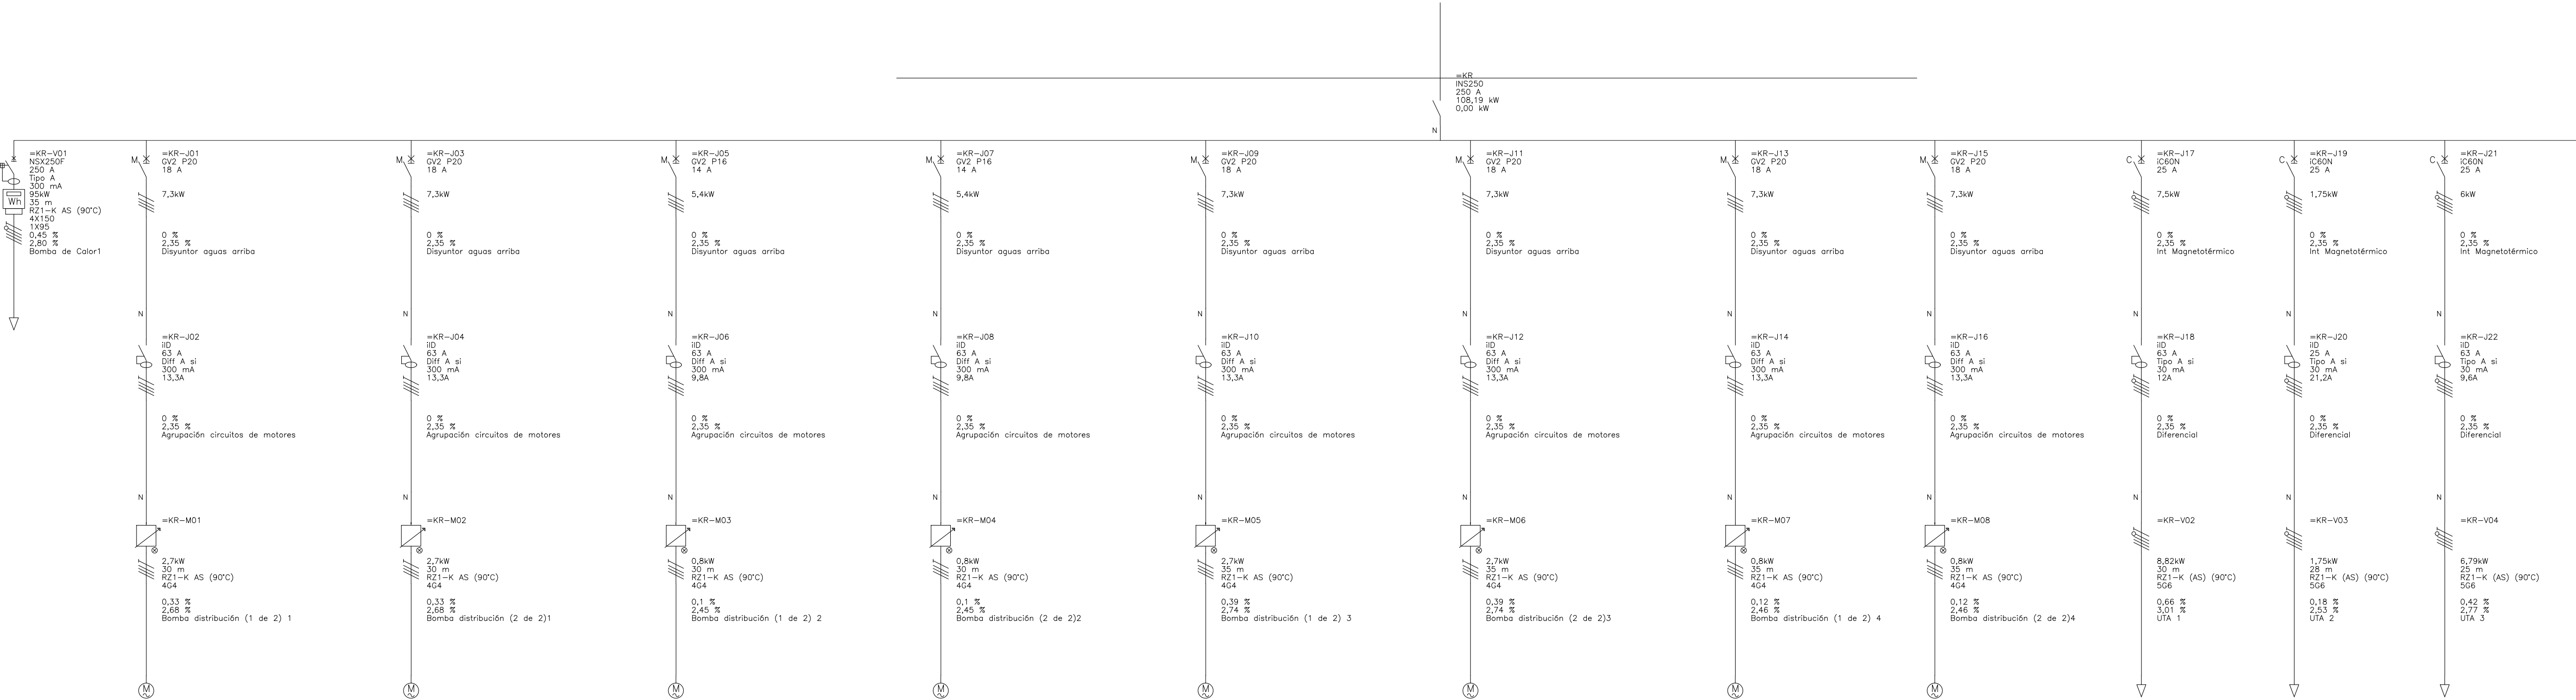 =KR
INS250
250 A
108,19 kW
0,00 kW
N
=KR-V01
NSX250F
250 A
Tipo A
300 mA
95kW
35 m
RZ1-K AS (90°C)
4X150
1X95
0,45 %
2,80 %
Bomba de Calor1
Wh
M
=KR-J01
GV2 P20
18 A
7,3kW
0 %
2,35 %
Disyuntor aguas arriba
N
=KR-J02
iID
63 A
Diff A si
300 mA
13,3A
0 %
2,35 %
Agrupación circuitos de motores
N
=KR-M01
2,7kW
30 m
RZ1-K AS (90°C)
4G4
0,33 %
2,68 %
Bomba distribución (1 de 2) 1
M
M
=KR-J03
GV2 P20
18 A
7,3kW
0 %
2,35 %
Disyuntor aguas arriba
N
=KR-J04
iID
63 A
Diff A si
300 mA
13,3A
0 %
2,35 %
Agrupación circuitos de motores
N
=KR-M02
2,7kW
30 m
RZ1-K AS (90°C)
4G4
0,33 %
2,68 %
Bomba distribución (2 de 2)1
M
M
=KR-J05
GV2 P16
14 A
5,4kW
0 %
2,35 %
Disyuntor aguas arriba
N
=KR-J06
iID
63 A
Diff A si
300 mA
9,8A
0 %
2,35 %
Agrupación circuitos de motores
N
=KR-M03
0,8kW
30 m
RZ1-K AS (90°C)
4G4
0,1 %
2,45 %
Bomba distribución (1 de 2) 2
M
M
=KR-J07
GV2 P16
14 A
5,4kW
0 %
2,35 %
Disyuntor aguas arriba
N
=KR-J08
iID
63 A
Diff A si
300 mA
9,8A
0 %
2,35 %
Agrupación circuitos de motores
N
=KR-M04
0,8kW
30 m
RZ1-K AS (90°C)
4G4
0,1 %
2,45 %
Bomba distribución (2 de 2)2
M
M
=KR-J09
GV2 P20
18 A
7,3kW
0 %
2,35 %
Disyuntor aguas arriba
N
=KR-J10
iID
63 A
Diff A si
300 mA
13,3A
0 %
2,35 %
Agrupación circuitos de motores
N
=KR-M05
2,7kW
35 m
RZ1-K AS (90°C)
4G4
0,39 %
2,74 %
Bomba distribución (1 de 2) 3
M
M
=KR-J11
GV2 P20
18 A
7,3kW
0 %
2,35 %
Disyuntor aguas arriba
N
=KR-J12
iID
63 A
Diff A si
300 mA
13,3A
0 %
2,35 %
Agrupación circuitos de motores
N
=KR-M06
2,7kW
35 m
RZ1-K AS (90°C)
4G4
0,39 %
2,74 %
Bomba distribución (2 de 2)3
M
M
=KR-J13
GV2 P20
18 A
7,3kW
0 %
2,35 %
Disyuntor aguas arriba
N
=KR-J14
iID
63 A
Diff A si
300 mA
13,3A
0 %
2,35 %
Agrupación circuitos de motores
N
=KR-M07
0,8kW
35 m
RZ1-K AS (90°C)
4G4
0,12 %
2,46 %
Bomba distribución (1 de 2) 4
M
M
=KR-J15
GV2 P20
18 A
7,3kW
0 %
2,35 %
Disyuntor aguas arriba
N
=KR-J16
iID
63 A
Diff A si
300 mA
13,3A
0 %
2,35 %
Agrupación circuitos de motores
N
=KR-M08
0,8kW
35 m
RZ1-K AS (90°C)
4G4
0,12 %
2,46 %
Bomba distribución (2 de 2)4
M
C
=KR-J17
iC60N
25 A
7,5kW
0 %
2,35 %
Int Magnetotérmico
N
=KR-J18
iID
63 A
Tipo A si
30 mA
12A
0 %
2,35 %
Diferencial
N
=KR-V02
8,82kW
30 m
RZ1-K (AS) (90°C)
5G6
0,66 %
3,01 %
UTA 1
C
=KR-J19
iC60N
25 A
1,75kW
0 %
2,35 %
Int Magnetotérmico
N
=KR-J20
iID
25 A
Tipo A si
30 mA
21,2A
0 %
2,35 %
Diferencial
N
=KR-V03
1,75kW
28 m
RZ1-K (AS) (90°C)
5G6
0,18 %
2,53 %
UTA 2
C
=KR-J21
iC60N
25 A
6kW
0 %
2,35 %
Int Magnetotérmico
N
=KR-J22
iID
63 A
Tipo A si
30 mA
9,6A
0 %
2,35 %
Diferencial
N
=KR-V04
6,79kW
25 m
RZ1-K (AS) (90°C)
5G6
0,42 %
2,77 %
UTA 3